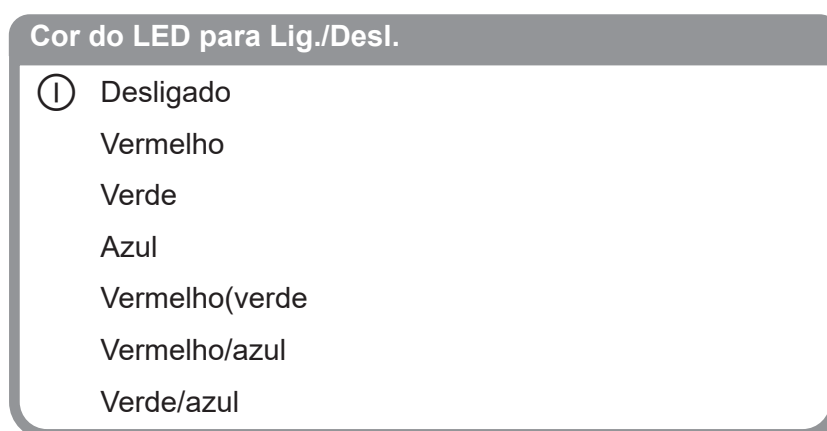 Cor do LED para Lig./Desl.
Desligado
Vermelho
Verde
Azul
Vermelho(verde
Vermelho/azul
Verde/azul